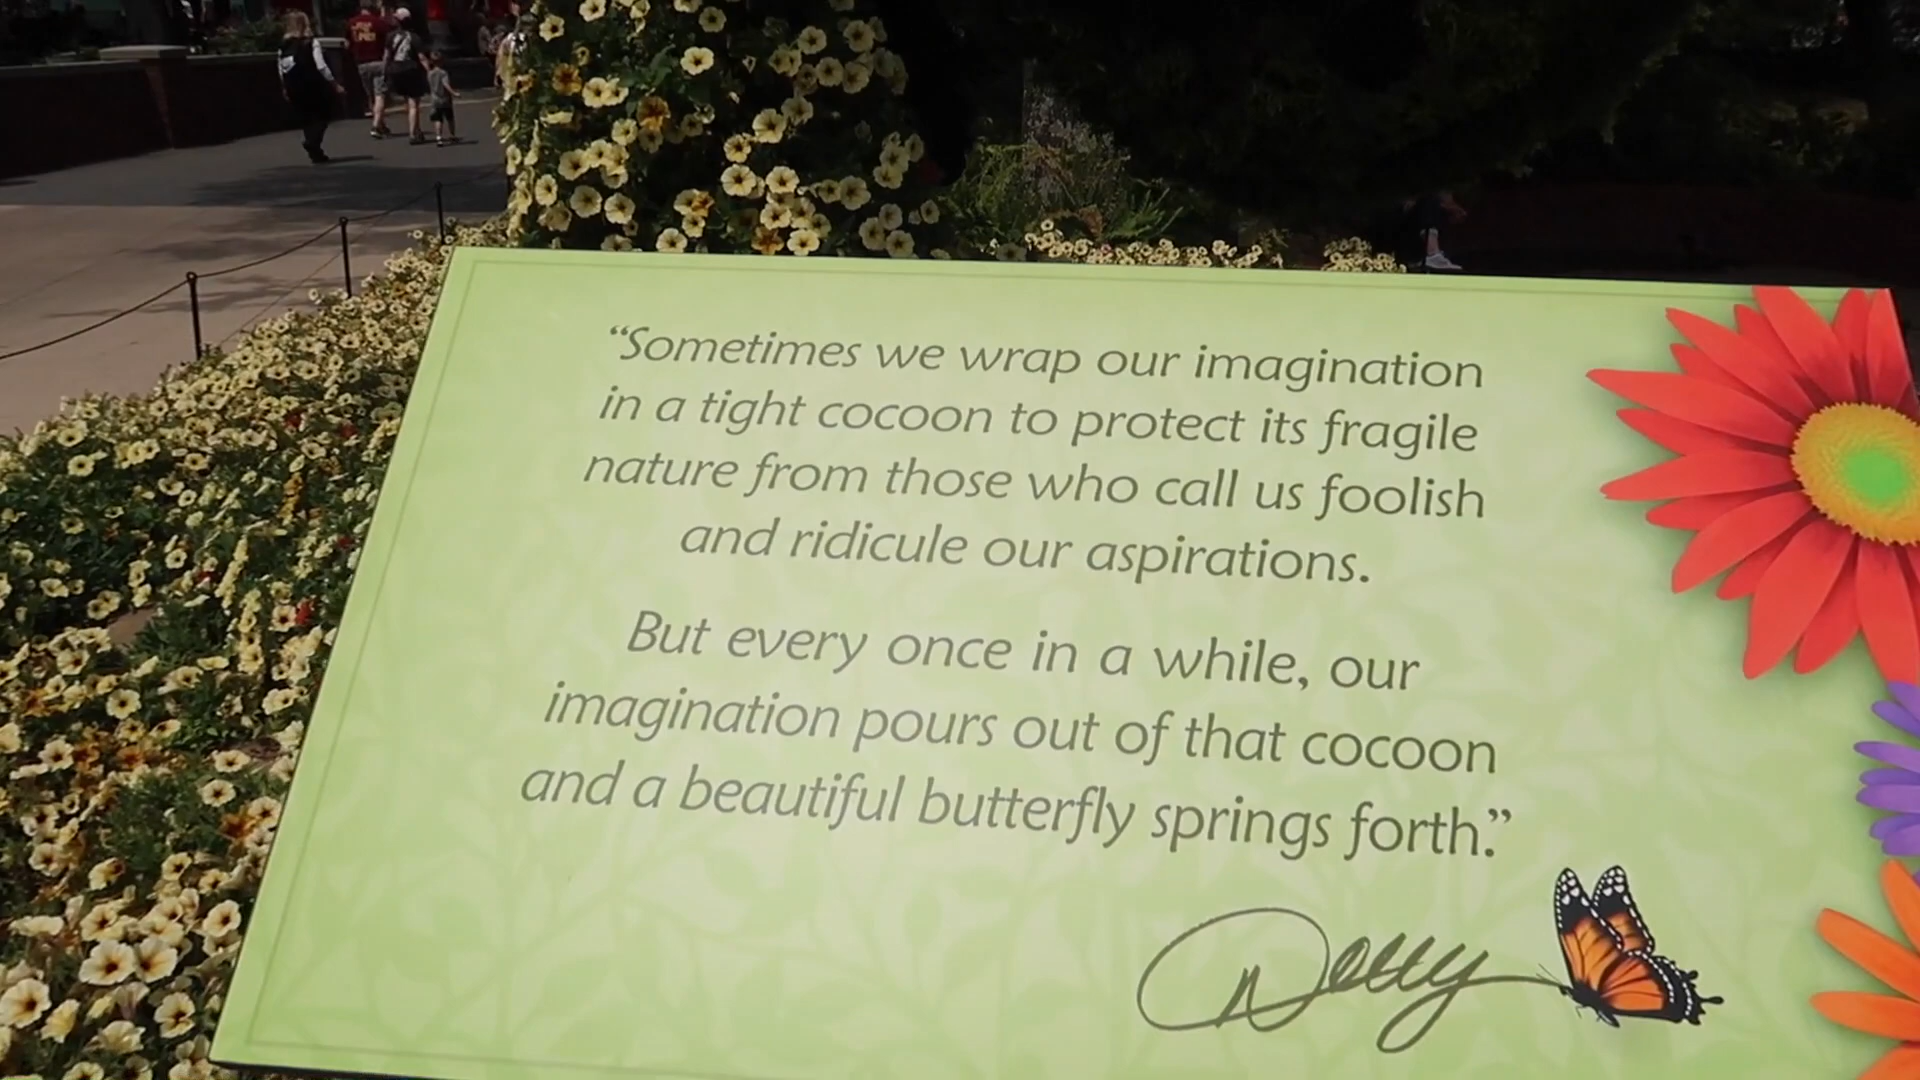 “Sometimes we wrap our imagination
in a tight cocoon to protect its fragile
nature from those who call us foolish
and ridicule our aspirations.
But every once in a while, our
imagination pours out of that cocoon
and a beautiful butterfly springs forth.”
Dolly